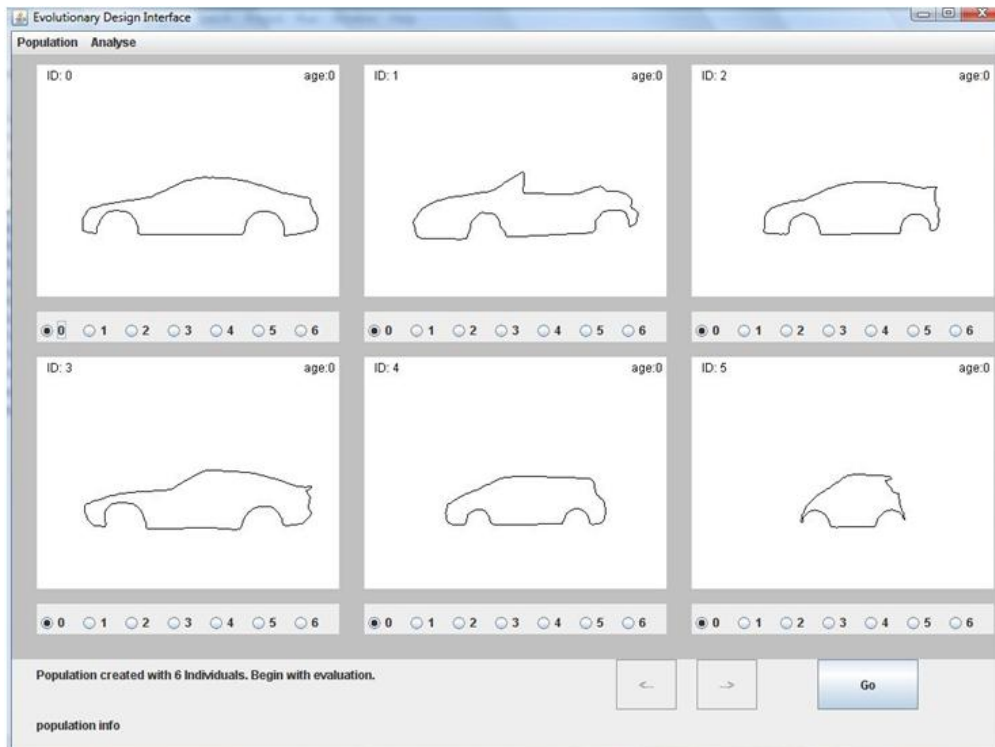 Evolutionary Design Interface
Population Analyse
ID: 0 age:0
ID: 1 age:0
ID: 2 age:0
0 1 2 3 4 5 6
0 1 2 3 4 5 6
0 1 2 3 4 5 6
ID: 3 age:0
ID: 4 age:0
ID: 5 age:0
0 1 2 3 4 5 6
0 1 2 3 4 5 6
0 1 2 3 4 5 6
Population created with 6 Individuals. Begin with evaluation.
<-- --> Go
population info